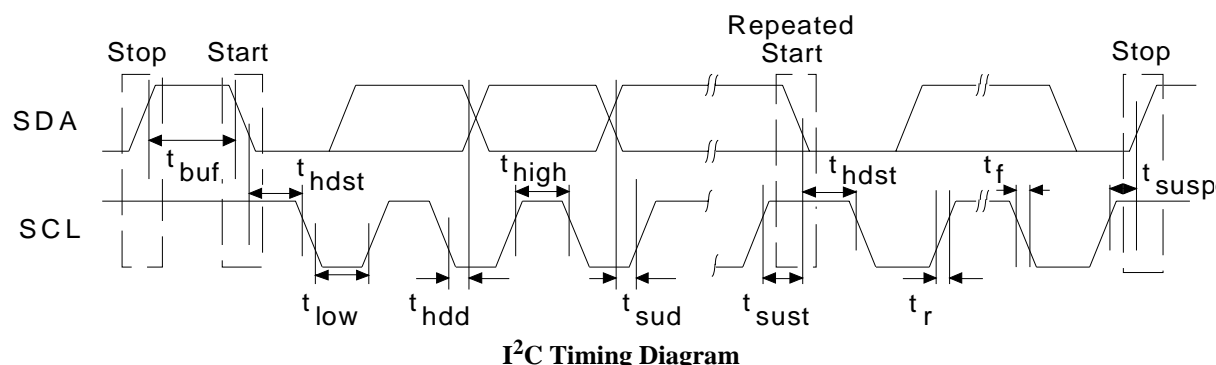 Repeated
Stop Start Start Stop
SDA
t buf t hdst t high t hdst t f t susp
SCL
t low t hdd t sud t sust t r
I²C Timing Diagram